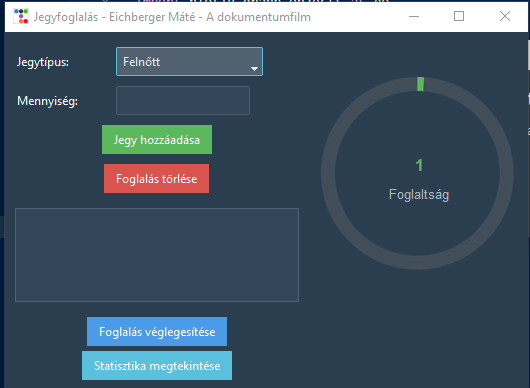 Jegyfoglalás - Eichberger Máté - A dokumentumfilm
Jegytípus:
Felnőtt
Mennyiség:
Jegy hozzáadása
Foglalás törlése
1
Foglaltság
Foglalás véglegesítése
Statisztika megtekintése